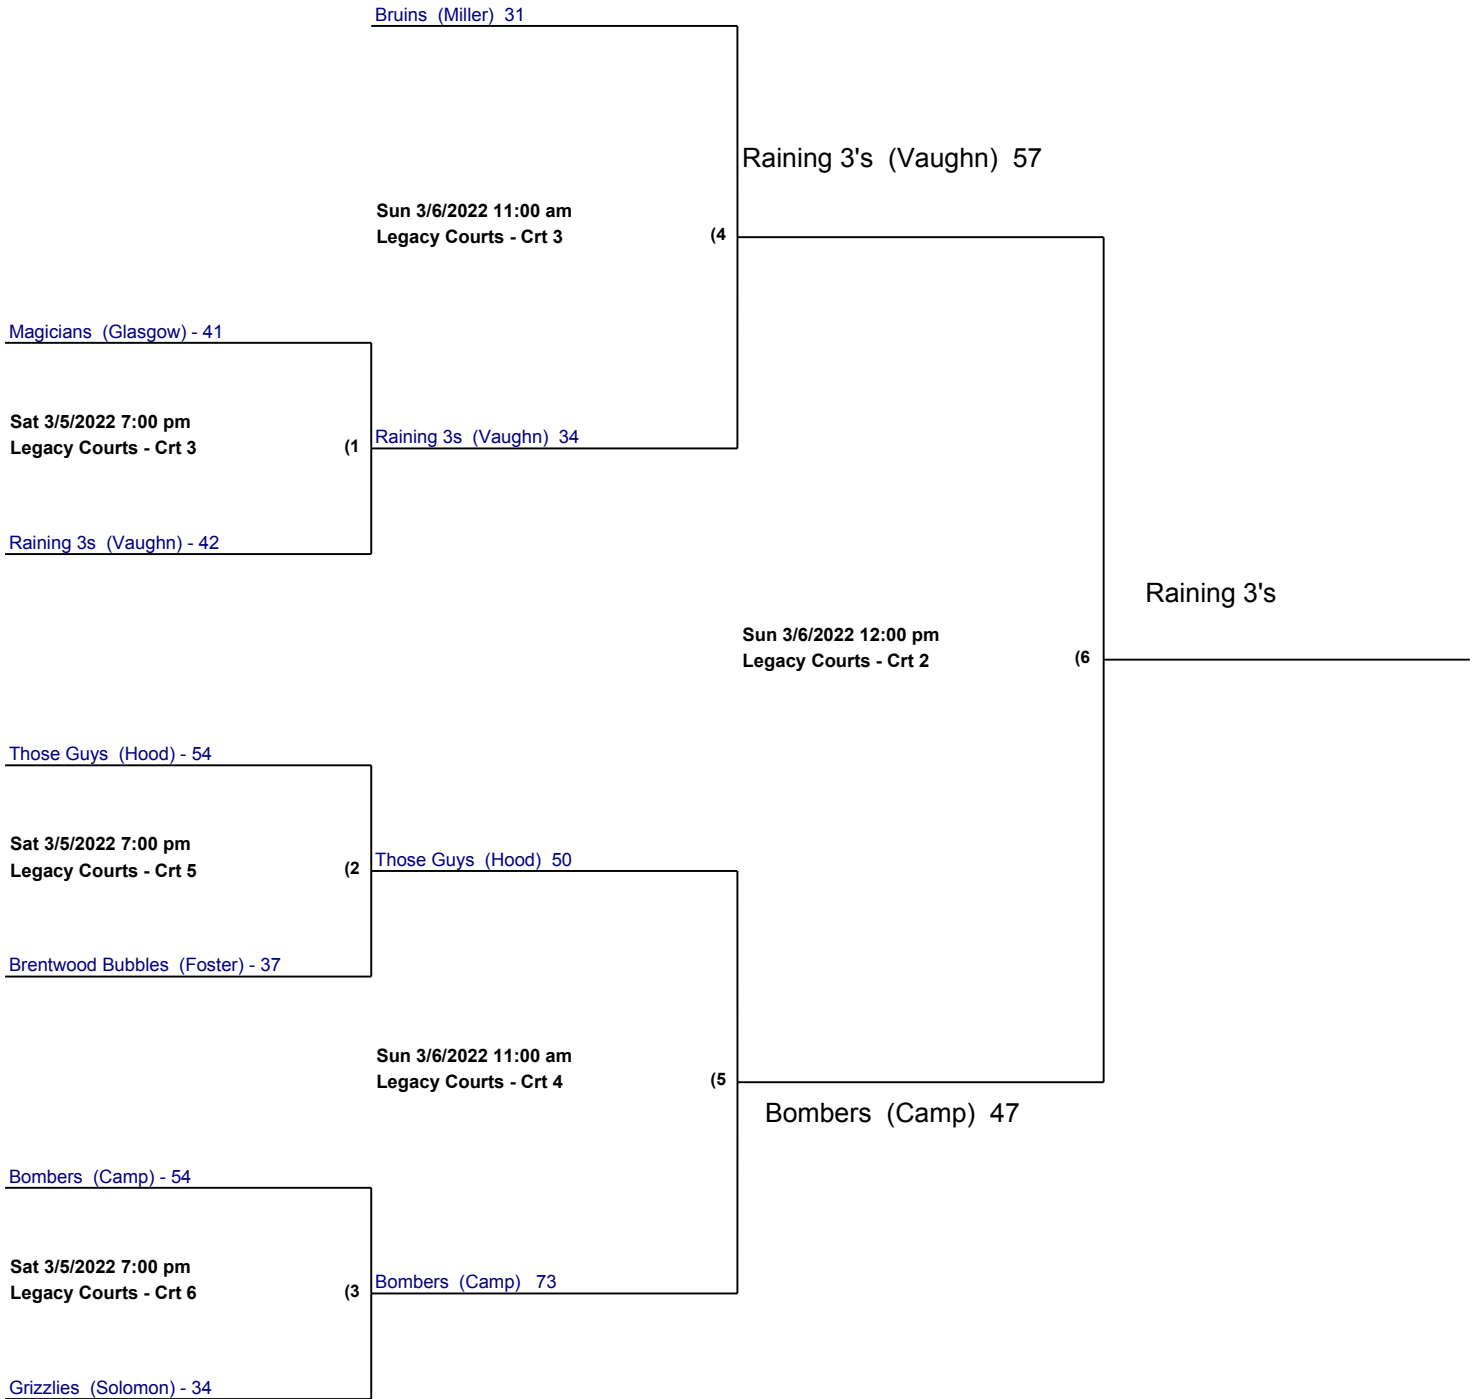 Bruins  (Miller)  31
Raining 3's  (Vaughn)  57
Sun 3/6/2022 11:00 am
Legacy Courts - Crt 3
(4
Magicians  (Glasgow) - 41
Sat 3/5/2022 7:00 pm
Legacy Courts - Crt 3
(1
Raining 3s  (Vaughn)  34
Raining 3s  (Vaughn) - 42
Raining 3's
Sun 3/6/2022 12:00 pm
Legacy Courts - Crt 2
(6
Those Guys  (Hood) - 54
Sat 3/5/2022 7:00 pm
Legacy Courts - Crt 5
(2
Those Guys  (Hood)  50
Brentwood Bubbles  (Foster) - 37
Sun 3/6/2022 11:00 am
Legacy Courts - Crt 4
(5
Bombers  (Camp)  47
Bombers  (Camp) - 54
Sat 3/5/2022 7:00 pm
Legacy Courts - Crt 6
(3
Bombers  (Camp)   73
Grizzlies  (Solomon) - 34